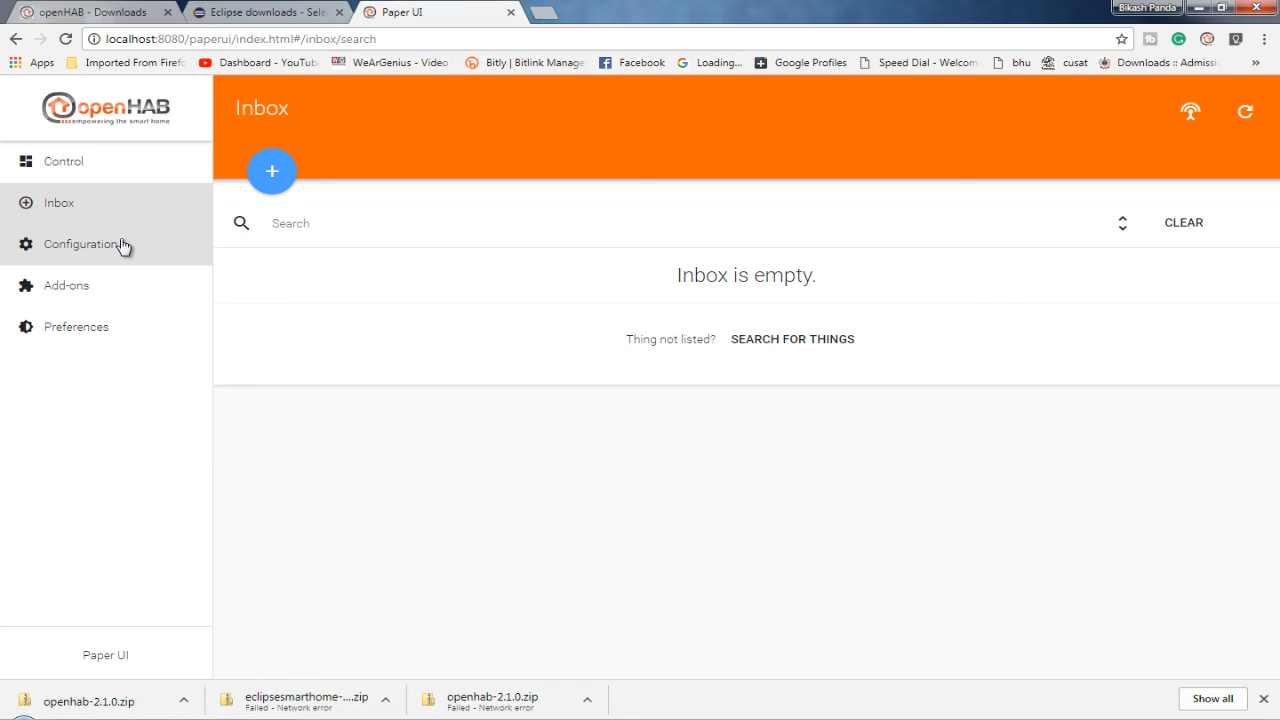 openHAB - Downloads
Eclipse downloads - Sele
Paper UI
Bikash Panda
localhost:8080/paperui/index.html#/inbox/search
Apps
Imported From Firefo
Dashboard - YouTub
WeArGenius - Video
Bitly | Bitlink Manage
Facebook
Loading...
Google Profiles
Speed Dial - Welcom
bhu
cusat
Downloads :: Admissi
»
openHAB
empowering the smart home
Inbox
Control
Inbox
Configuration
Add-ons
Preferences
Search
CLEAR
Inbox is empty.
Thing not listed? SEARCH FOR THINGS
Paper UI
openhab-2.1.0.zip
eclipsesmarthome-....zip
Failed - Network error
openhab-2.1.0.zip
Failed - Network error
Show all